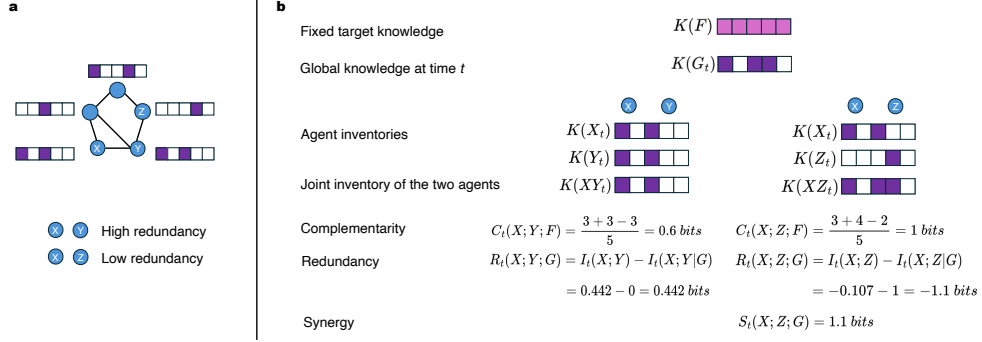 a
Z
X
Y
X Y High redundancy
X Z Low redundancy
b
Fixed target knowledge K(F)
Global knowledge at time t K(G_t)
X Y X Z
Agent inventories K(X_t) K(X_t)
K(Y_t) K(Z_t)
Joint inventory of the two agents K(XY_t) K(XZ_t)
Complementarity C_t(X; Y; F) = \frac{3 + 3 − 3}{5} = 0.6 bits C_t(X; Z; F) = \frac{3 + 4 − 2}{5} = 1 bits
Redundancy R_t(X; Y; G) = I_t(X; Y) − I_t(X; Y|G) R_t(X; Z; G) = I_t(X; Z) − I_t(X; Z|G)
= 0.442 − 0 = 0.442 bits = −0.107 − 1 = −1.1 bits
Synergy S_t(X; Z; G) = 1.1 bits